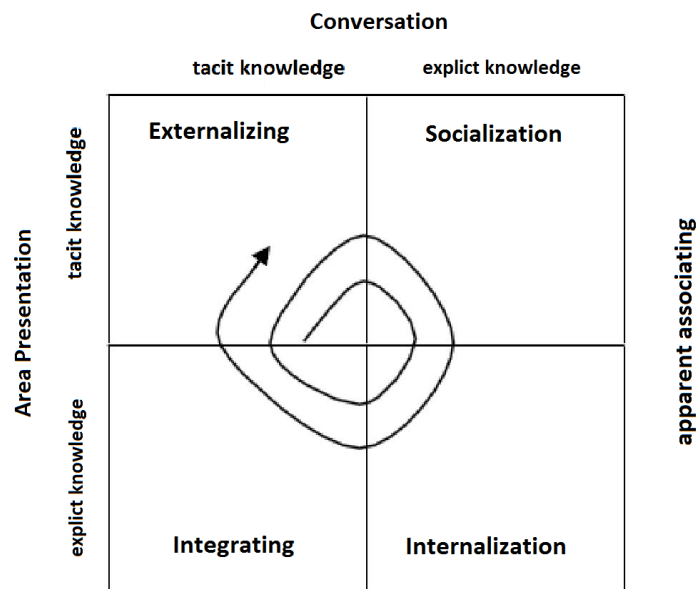 Conversation
tacit knowledge explict knowledge
Externalizing Socialization
tacit knowledge
Area Presentation
apparent associating
explict knowledge
Integrating Internalization